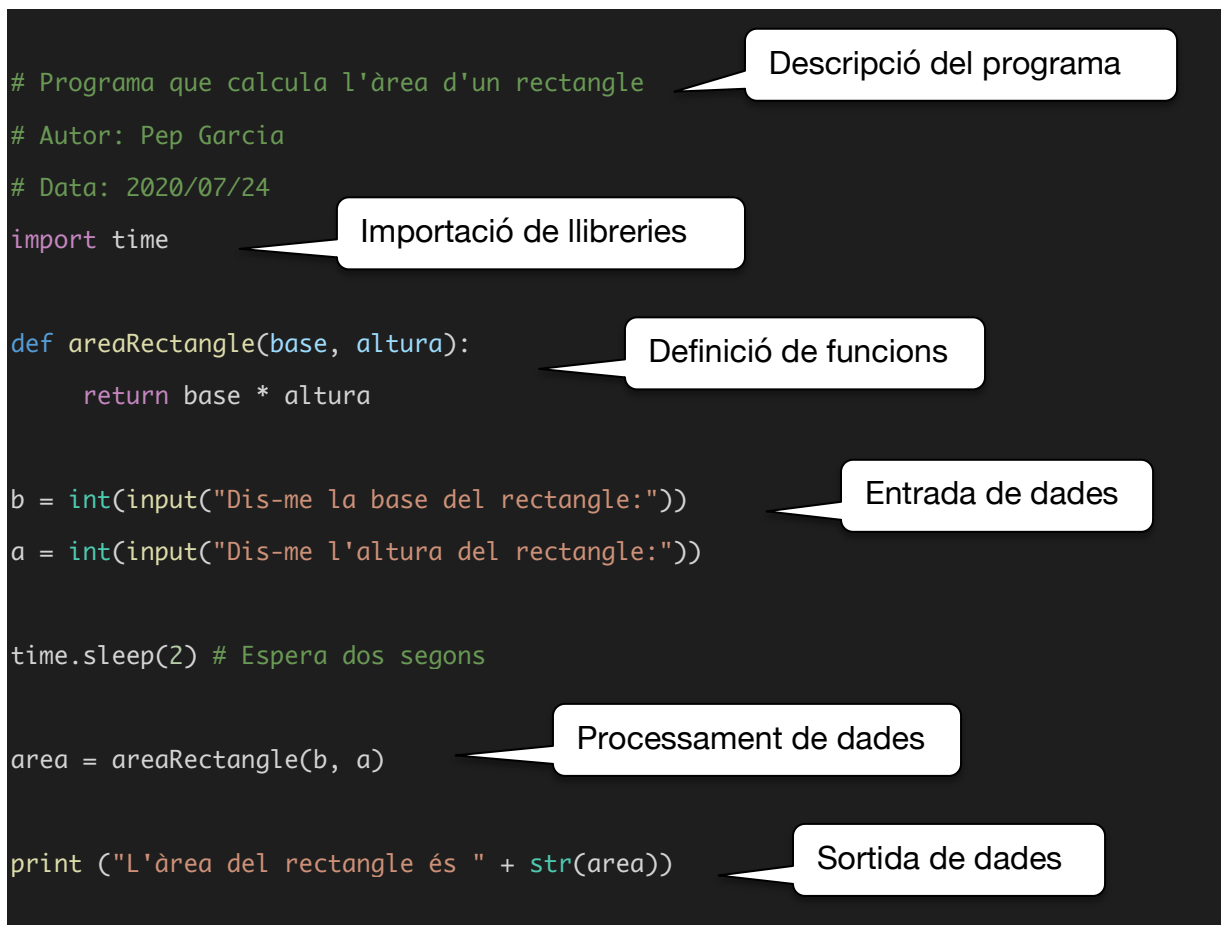 Descripció del programa
# Programa que calcula l'àrea d'un rectangle
# Autor: Pep Garcia
# Data: 2020/07/24
import time
Importació de llibreries
def areaRectangle(base, altura):
Definició de funcions
return base * altura
b = int(input("Dis-me la base del rectangle:"))
Entrada de dades
a = int(input("Dis-me l'altura del rectangle:"))
time.sleep(2) # Espera dos segons
Processament de dades
area = areaRectangle(b, a)
print ("L'àrea del rectangle és " + str(area))
Sortida de dades